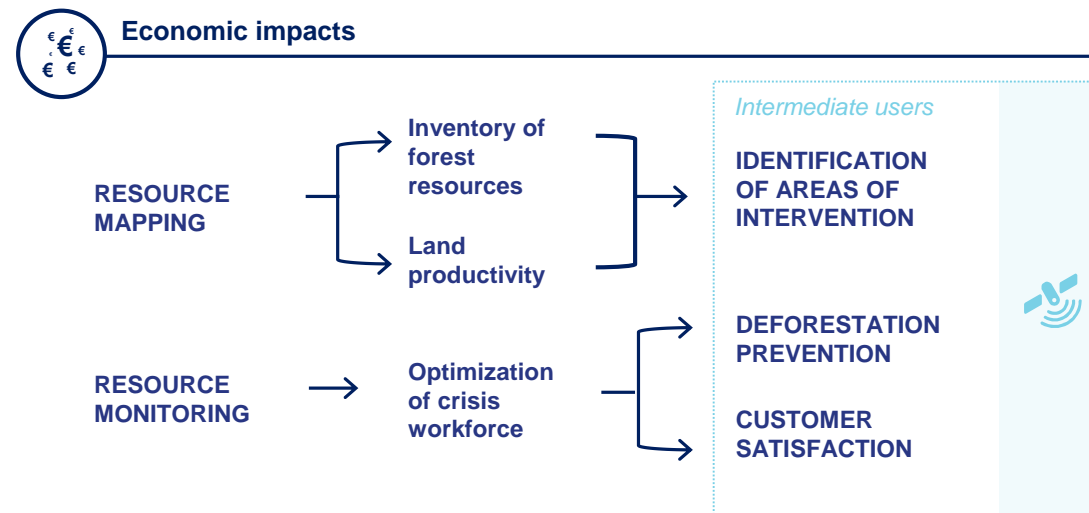 € € € € € € €
Economic impacts
Intermediate users
RESOURCE
MAPPING
Inventory of
forest
resources
Land
productivity
IDENTIFICATION
OF AREAS OF
INTERVENTION
RESOURCE
MONITORING
Optimization
of crisis
workforce
DEFORESTATION
PREVENTION
CUSTOMER
SATISFACTION